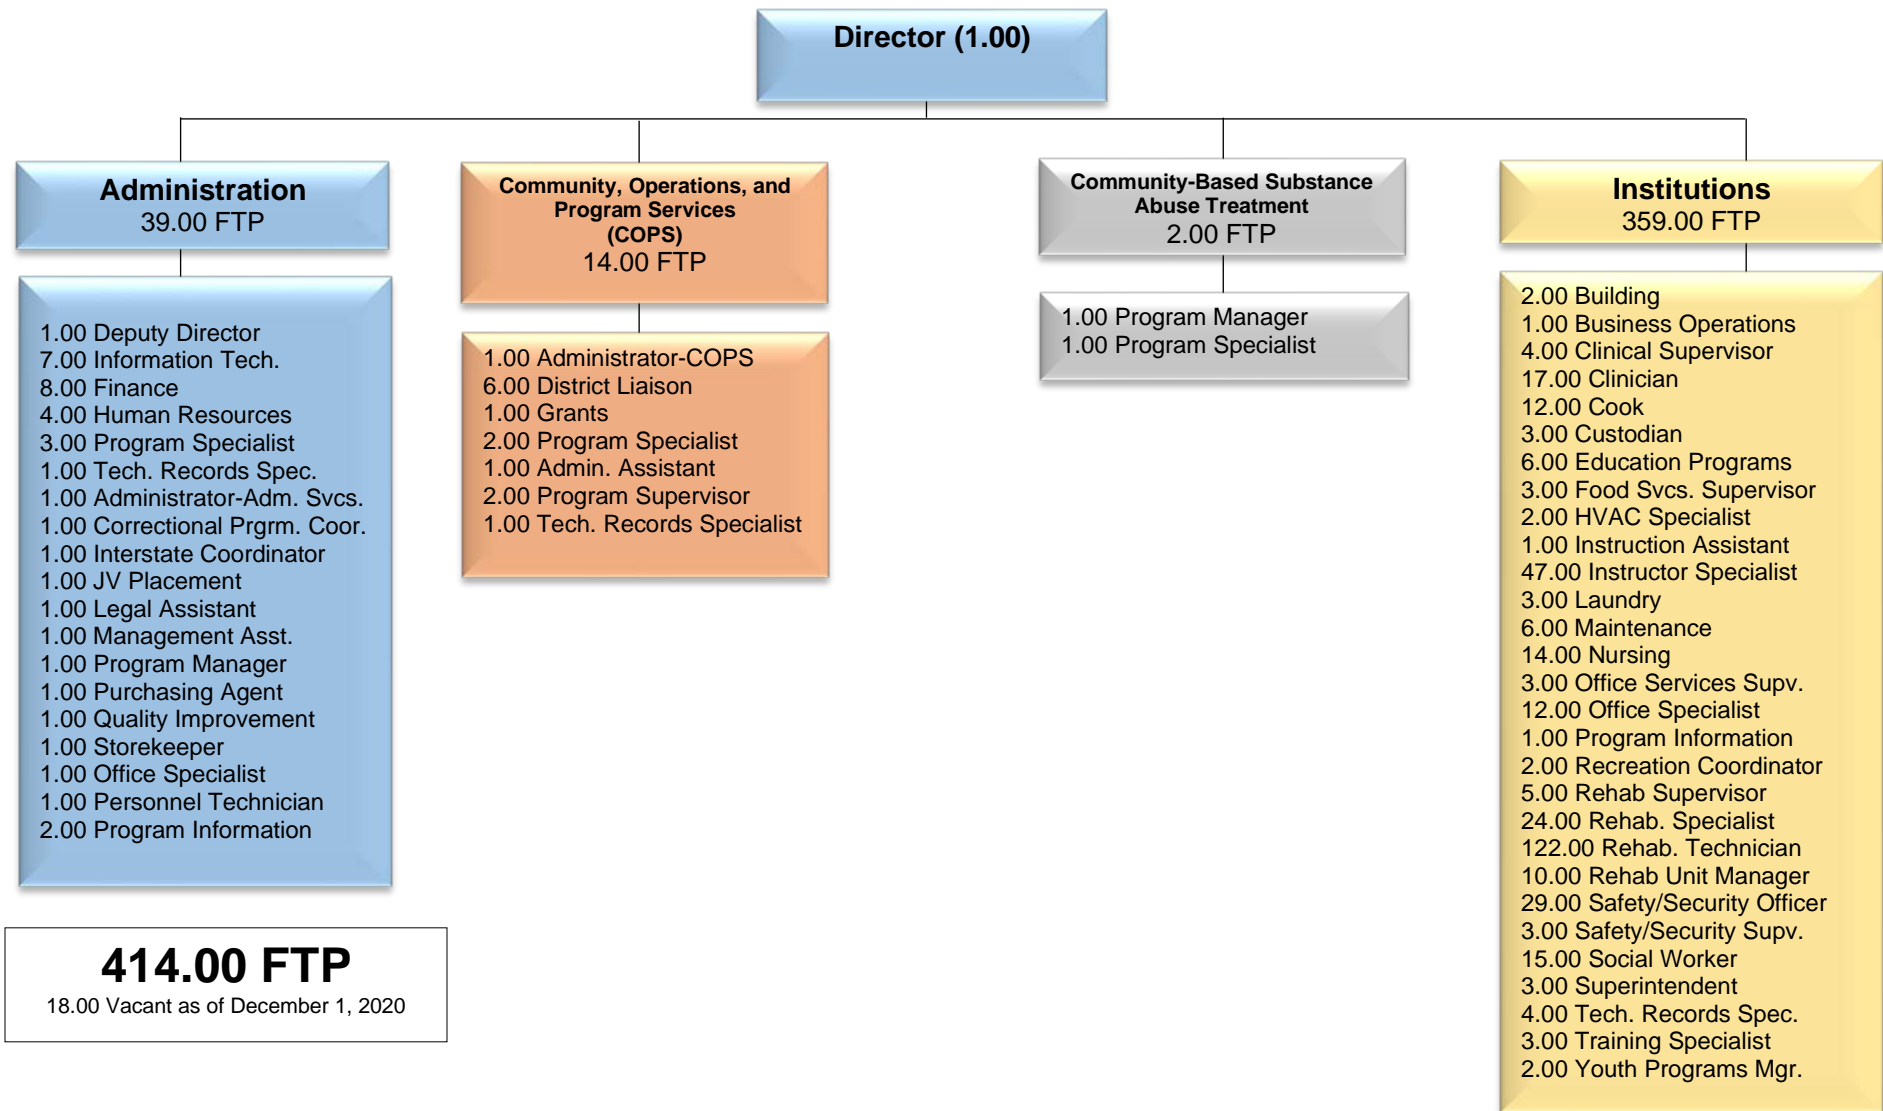 Director (1.00)
Administration
39.00 FTP
1.00 Deputy Director
7.00 Information Tech.
8.00 Finance
4.00 Human Resources
3.00 Program Specialist
1.00 Tech. Records Spec.
1.00 Administrator-Adm. Svcs.
1.00 Correctional Prgrm. Coor.
1.00 Interstate Coordinator
1.00 JV Placement
1.00 Legal Assistant
1.00 Management Asst.
1.00 Program Manager
1.00 Purchasing Agent
1.00 Quality Improvement
1.00 Storekeeper
1.00 Office Specialist
1.00 Personnel Technician
2.00 Program Information
Community, Operations, and
Program Services
(COPS)
14.00 FTP
1.00 Administrator-COPS
6.00 District Liaison
1.00 Grants
2.00 Program Specialist
1.00 Admin. Assistant
2.00 Program Supervisor
1.00 Tech. Records Specialist
Community-Based Substance
Abuse Treatment
2.00 FTP
1.00 Program Manager
1.00 Program Specialist
Institutions
359.00 FTP
2.00 Building
1.00 Business Operations
4.00 Clinical Supervisor
17.00 Clinician
12.00 Cook
3.00 Custodian
6.00 Education Programs
3.00 Food Svcs. Supervisor
2.00 HVAC Specialist
1.00 Instruction Assistant
47.00 Instructor Specialist
3.00 Laundry
6.00 Maintenance
14.00 Nursing
3.00 Office Services Supv.
12.00 Office Specialist
1.00 Program Information
2.00 Recreation Coordinator
5.00 Rehab Supervisor
24.00 Rehab. Specialist
122.00 Rehab. Technician
10.00 Rehab Unit Manager
29.00 Safety/Security Officer
3.00 Safety/Security Supv.
15.00 Social Worker
3.00 Superintendent
4.00 Tech. Records Spec.
3.00 Training Specialist
2.00 Youth Programs Mgr.
414.00 FTP
18.00 Vacant as of December 1, 2020